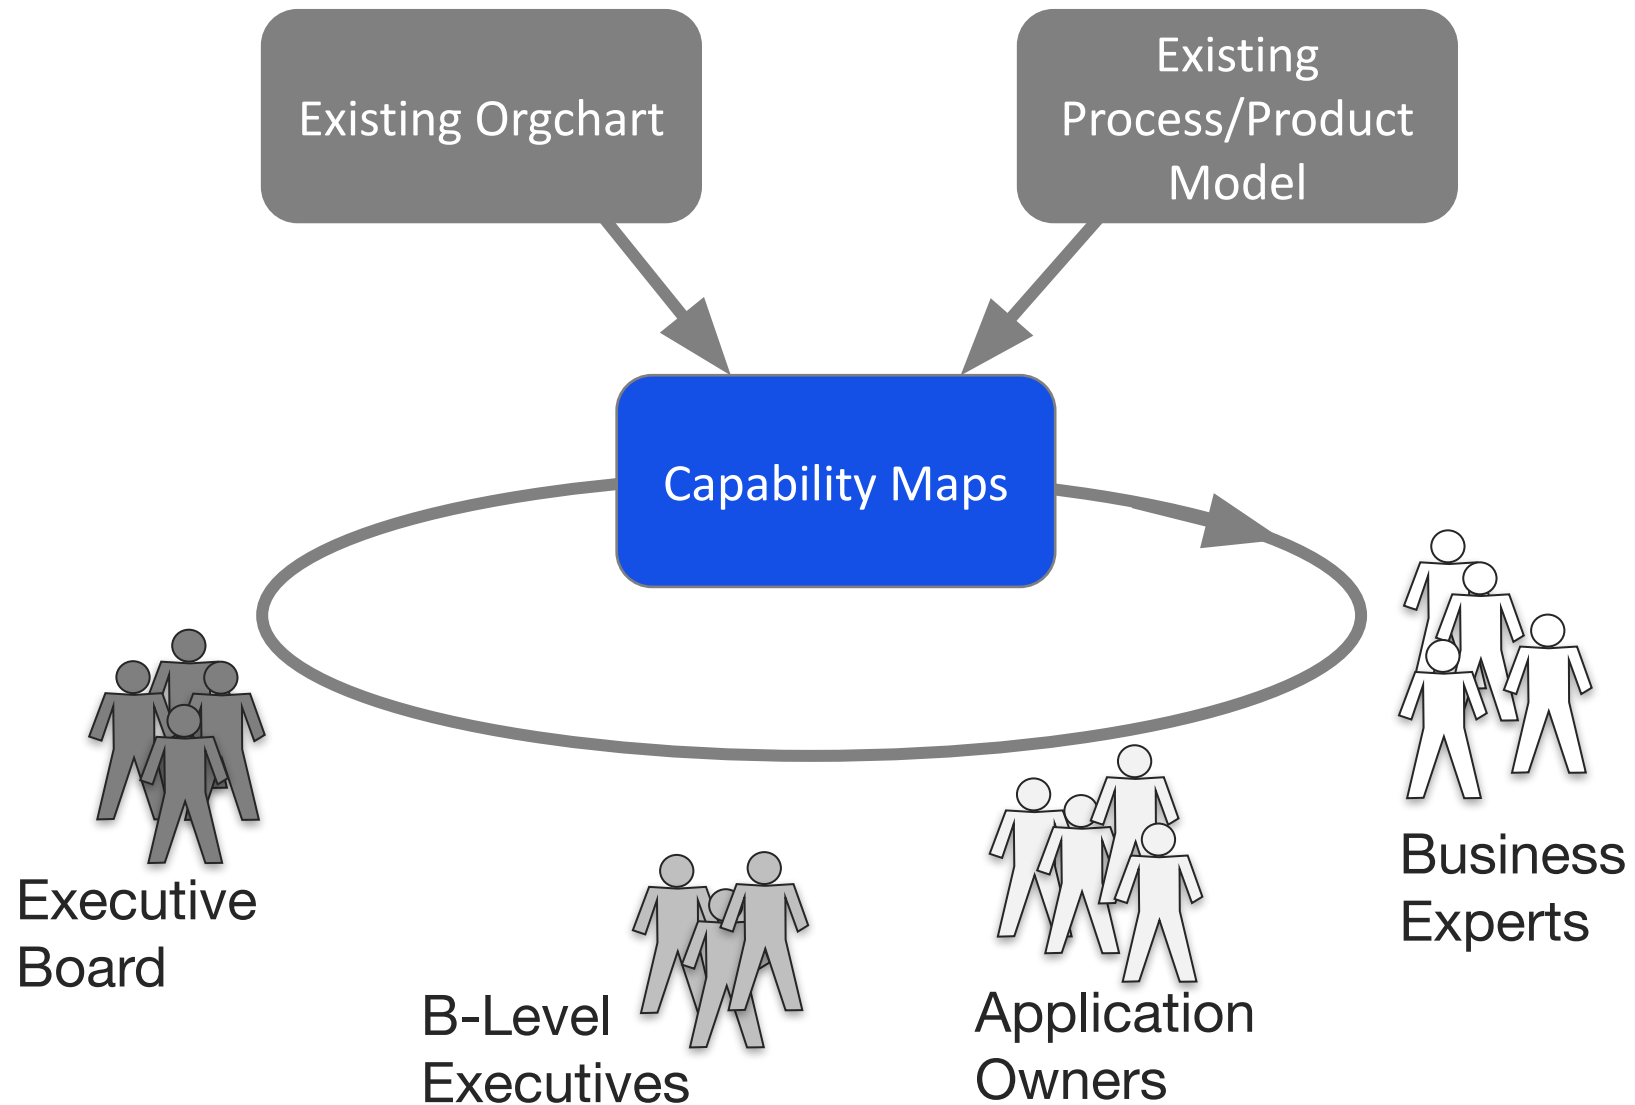 Existing Orgchart
Existing
Process/Product
Model
Capability Maps
Executive
Board
B-Level
Executives
Application
Owners
Business
Experts